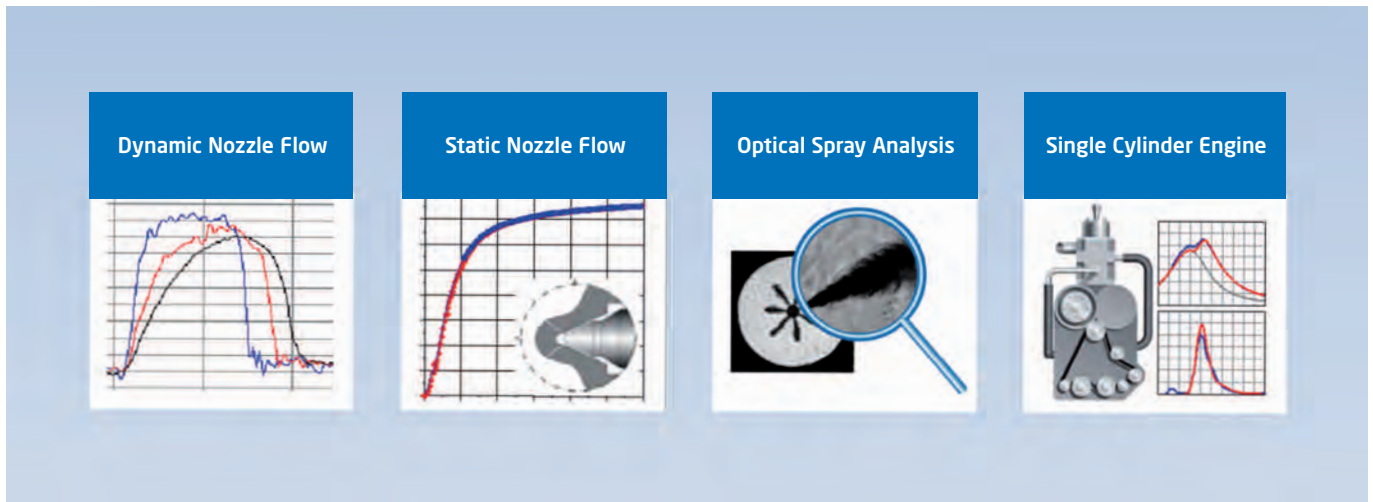 Dynamic Nozzle Flow
Static Nozzle Flow
Optical Spray Analysis
Single Cylinder Engine